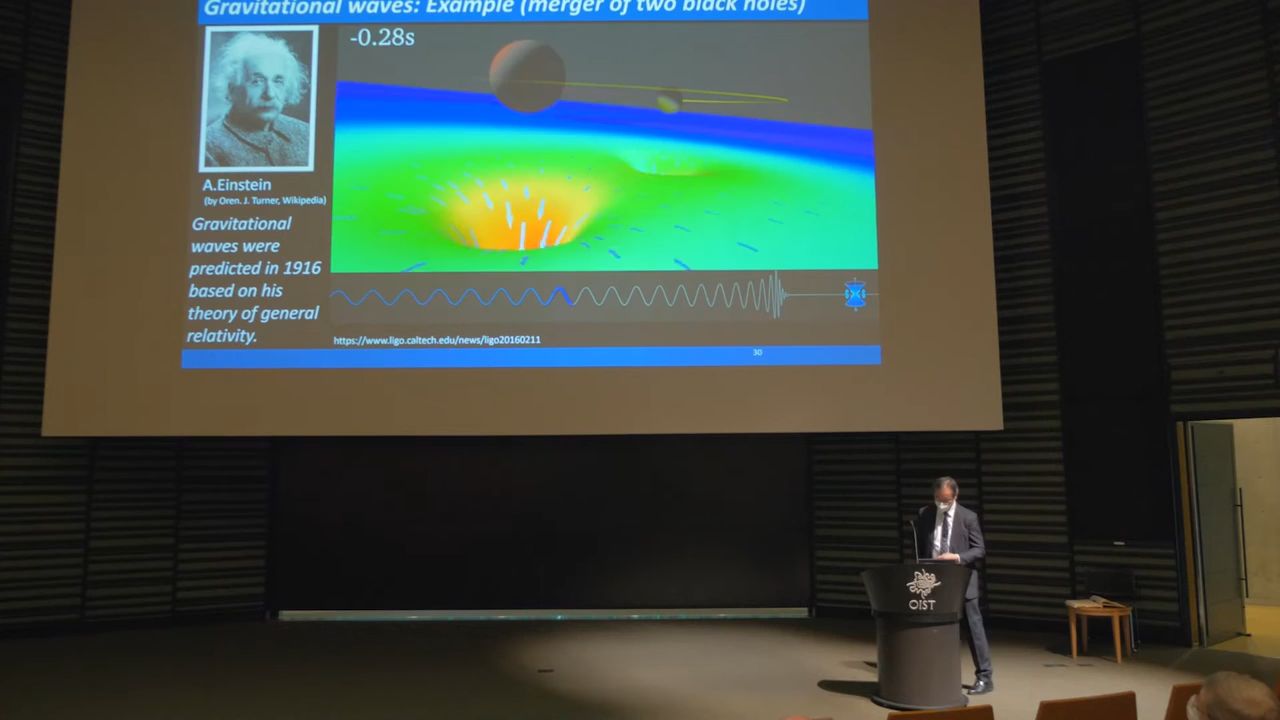 Gravitational waves: Example (merger of two black holes)
-0.28s
A.Einstein
(by Oren. J. Turner, Wikipedia)
Gravitational
waves were
predicted in 1916
based on his
theory of general
relativity.
https://www.ligo.caltech.edu/news/ligo20160211
30
OIST